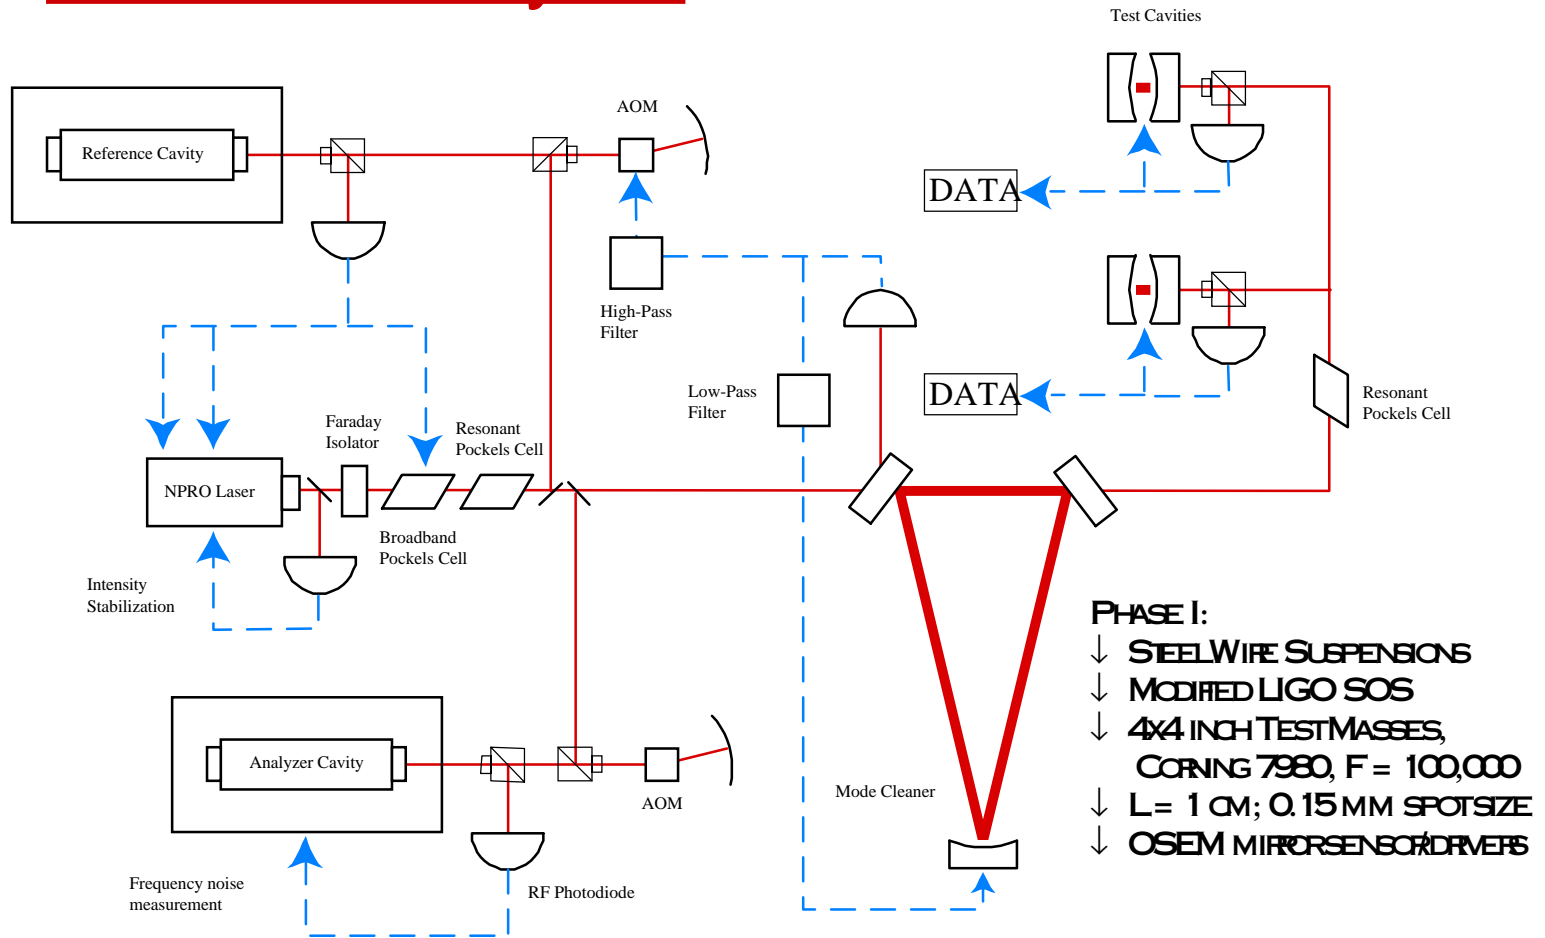 Test Cavities
AOM
Reference Cavity
DATA
High-Pass
Filter
Low-Pass
Filter
DATA
Resonant
Pockels Cell
Faraday
Isolator
Resonant
Pockels Cell
NPRO Laser
Broadband
Pockels Cell
Intensity
Stabilization
PHASE I:
↓ STEEL WIRE SUSPENSIONS
↓ MODIFIED LIGO SOS
↓ 4X4 INCH TEST MASSES,
CORNING 7980, F = 100,000
↓ L = 1 CM; 0.15 MM SPOT SIZE
↓ OSEM MIRROR SENSOR/DRIVERS
Analyzer Cavity
AOM
Mode Cleaner
Frequency noise
measurement
RF Photodiode